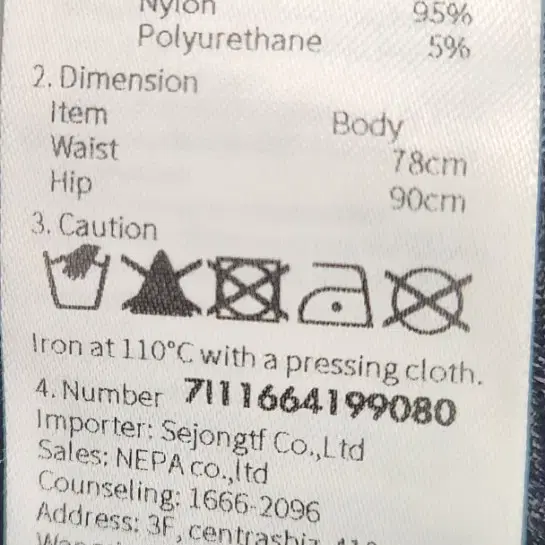 Nylon 95%
Polyurethane 5%
2. Dimension
Item Body
Waist 78cm
Hip 90cm
3. Caution
Iron at 110°C with a pressing cloth.
4. Number 7111664199080
Importer: Sejongtf Co.,Ltd
Sales: NEPA co.,ltd
Counseling: 1666-2096
Address: 3F, centrasbiz